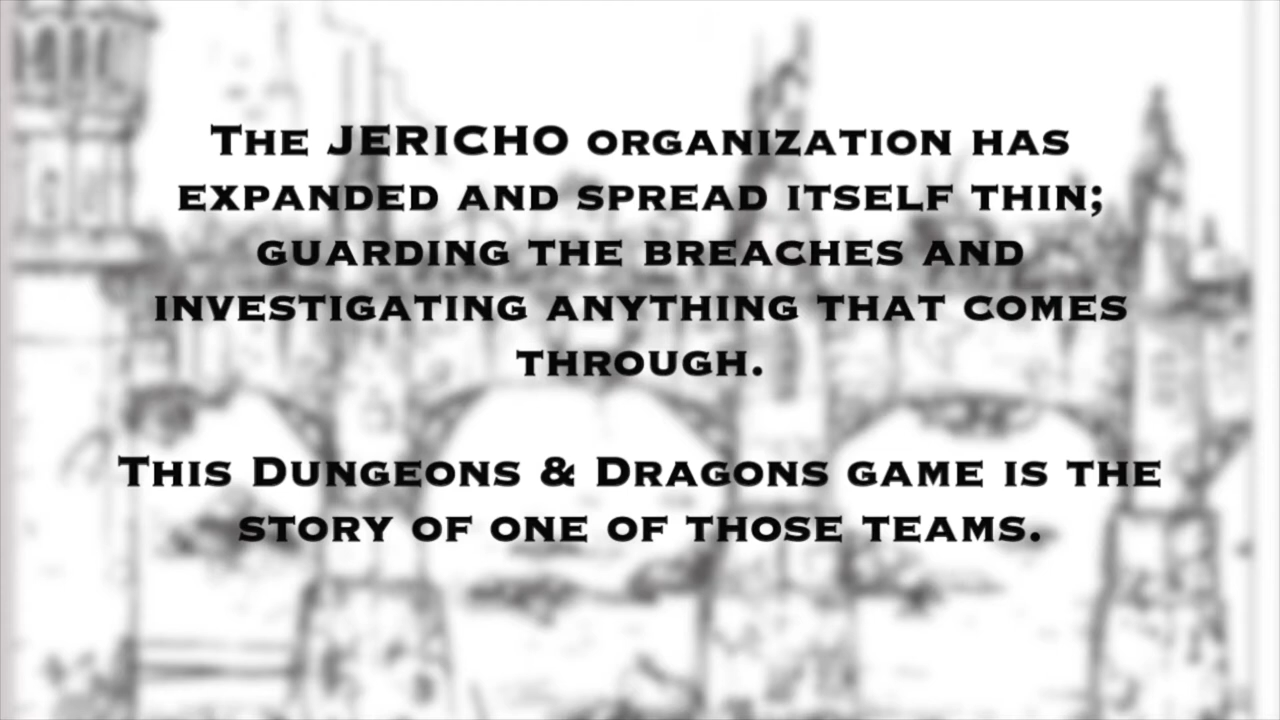 The JERICHO organization has
expanded and spread itself thin;
guarding the breaches and
investigating anything that comes
through.
This Dungeons & Dragons game is the
story of one of those teams.